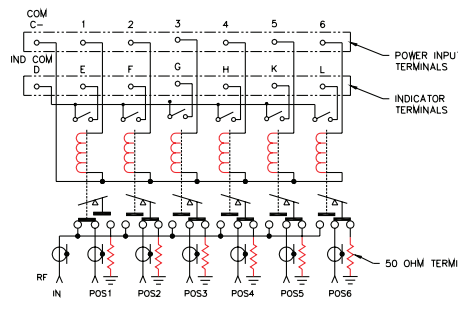 COM
C- 1 2 3 4 5 6
POWER INPUT
TERMINALS
IND COM
D E F G H K L
INDICATOR
TERMINALS
50 OHM TERMI
RF
IN POS1 POS2 POS3 POS4 POS5 POS6